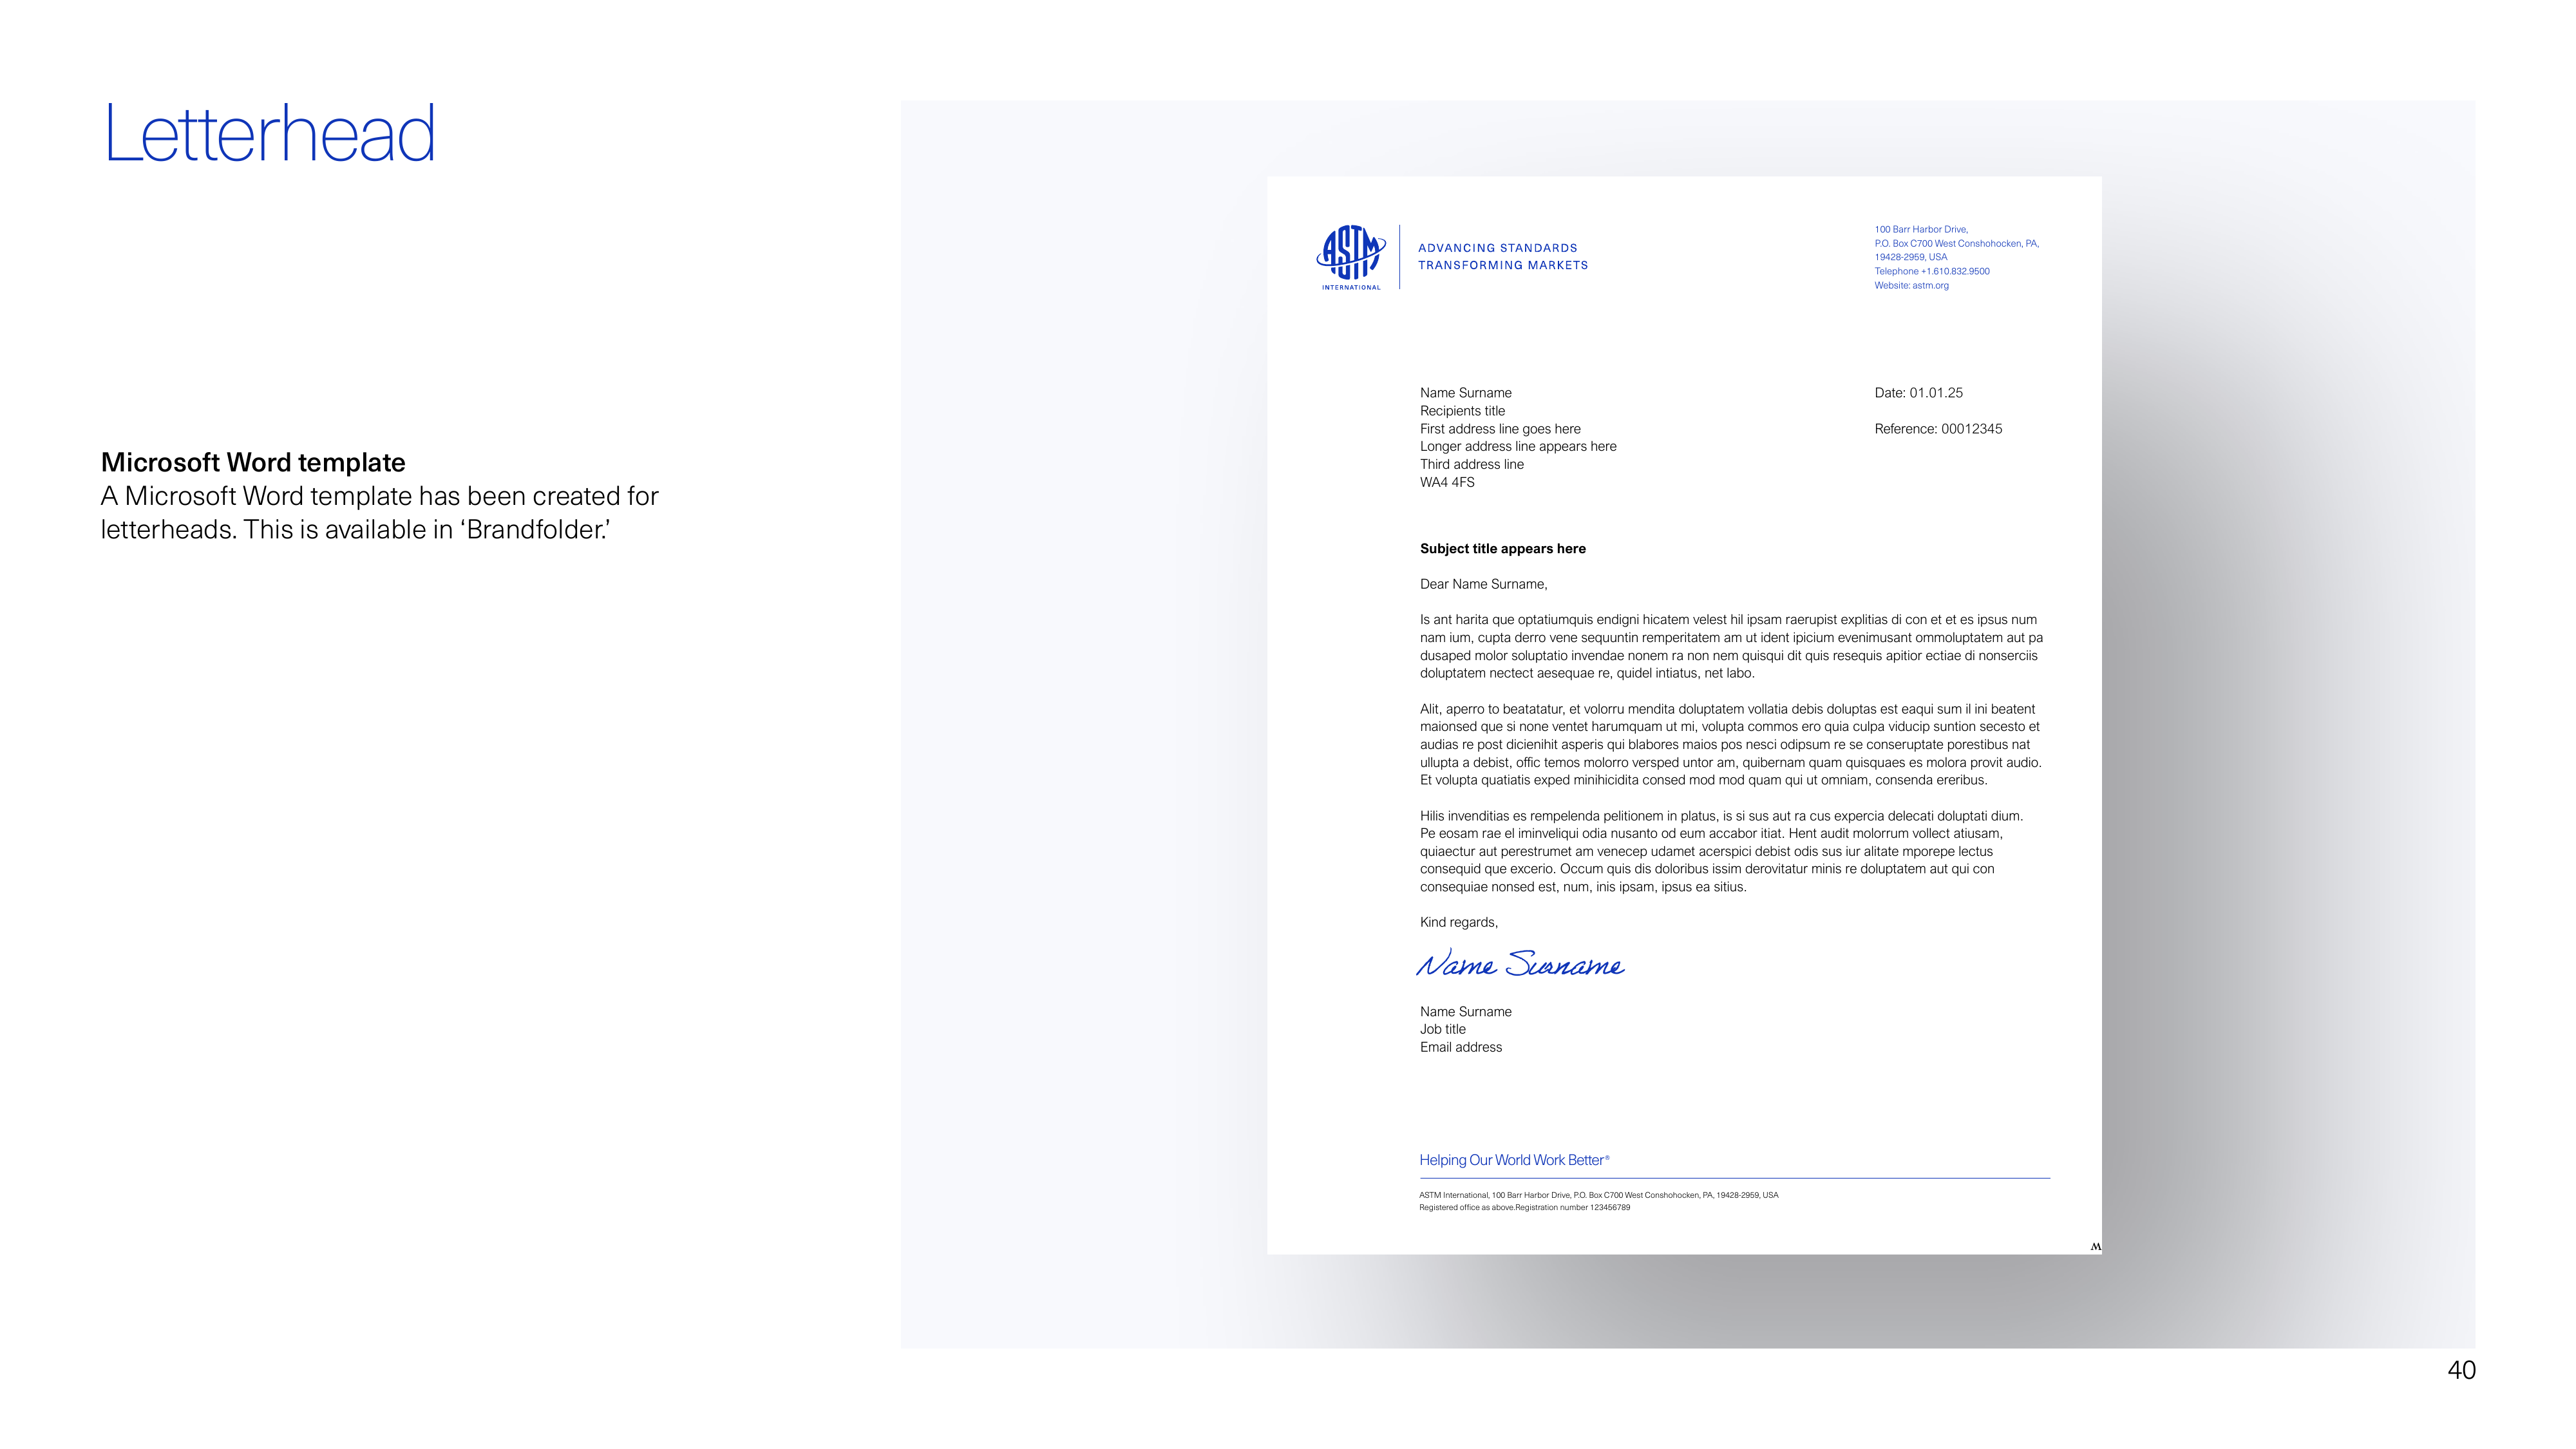 Letterhead
Microsoft Word template
A Microsoft Word template has been created for
letterheads. This is available in ‘Brandfolder.’
ASTM
INTERNATIONAL
ADVANCING STANDARDS
TRANSFORMING MARKETS
100 Barr Harbor Drive,
P.O. Box C700 West Conshohocken, PA,
19428-2959, USA
Telephone +1.610.832.9500
Website: astm.org
Name Surname
Recipients title
First address line goes here
Longer address line appears here
Third address line
WA4 4FS
Date: 01.01.25
Reference: 00012345
Subject title appears here
Dear Name Surname,
Is ant harita que optatiumquis endigni hicatem velest hil ipsam raerupist explitias di con et et es ipsus num
nam ium, cupta derro vene sequuntin remperitatem am ut ident ipicium evenimusant ommoluptatem aut pa
dusaped molor soluptatio invendae nonem ra non nem quisqui dit quis resequis apitior ectiae di nonserciis
doluptatem nectect aesequae re, quidel intiatus, net labo.
Alit, aperro to beatatatur, et volorru mendita doluptatem vollatia debis doluptas est eaqui sum il ini beatent
maionsed que si none ventet harumquam ut mi, volupta commos ero quia culpa viducip suntion secesto et
audias re post dicienihit asperis qui blabores maios pos nesci odipsum re se conseruptate porestibus nat
ullupta a debist, offic temos molorro versped untor am, quibernam quam quisquaes es molora provit audio.
Et volupta quatiatis exped minihicidita consed mod mod quam qui ut omniam, consenda ereribus.
Hilis invenditias es rempelenda pelitionem in platus, is si sus aut ra cus expercia delecati doluptati dium.
Pe eosam rae el iminveliqui odia nusanto od eum accabor itiat. Hent audit molorrum vollect atiusam,
quiaectur aut perestrumet am venecep udamet acerspici debist odis sus iur alitate mporepe lectus
consequid que excerio. Occum quis dis doloribus issim derovitatur minis re doluptatem aut qui con
consequiae nonsed est, num, inis ipsam, ipsus ea sitius.
Kind regards,
Name Surname
Name Surname
Job title
Email address
Helping Our World Work Better®
ASTM International, 100 Barr Harbor Drive, P.O. Box C700 West Conshohocken, PA, 19428-2959, USA
Registered office as above.Registration number 123456789
40